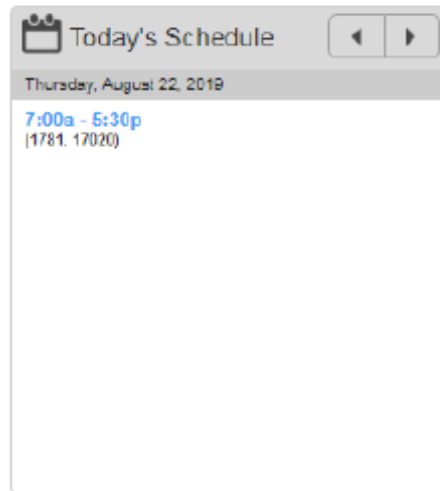 Today's Schedule
Thursday, August 22, 2019
7:00a - 5:30p
(1781, 17020)